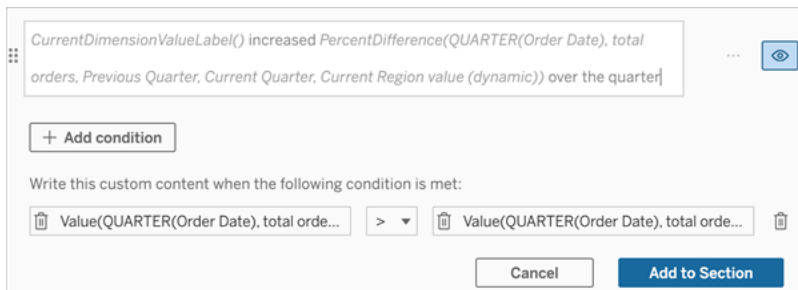 CurrentDimensionValueLabel() increased PercentDifference(QUARTER(Order Date), total
orders, Previous Quarter, Current Quarter, Current Region value (dynamic)) over the quarter
+ Add condition
Write this custom content when the following condition is met:
Value(QUARTER(Order Date), total orde... > Value(QUARTER(Order Date), total orde...
Cancel Add to Section